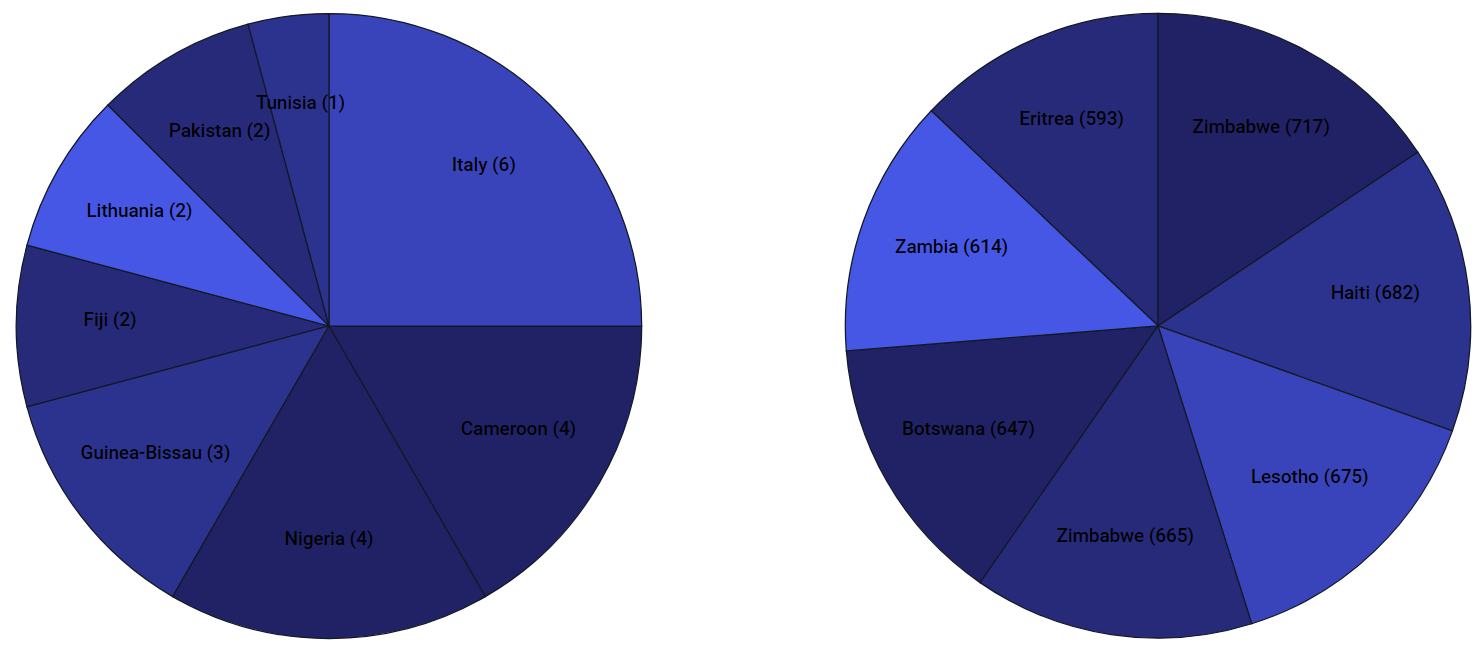 Tunisia (1)
Pakistan (2)
Italy (6)
Lithuania (2)
Fiji (2)
Cameroon (4)
Guinea-Bissau (3)
Nigeria (4)
Eritrea (593)
Zimbabwe (717)
Zambia (614)
Haiti (682)
Botswana (647)
Lesotho (675)
Zimbabwe (665)